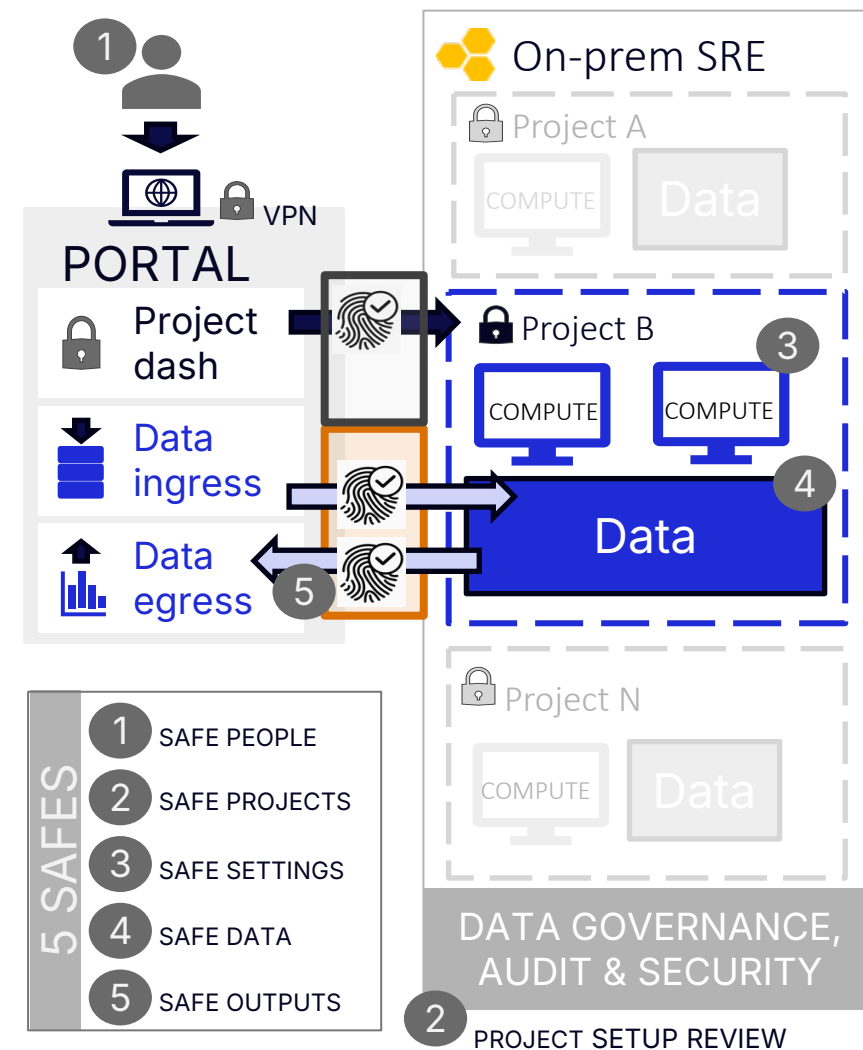 1
VPN
PORTAL
Project
dash
Data
ingress
Data
egress
5
On-prem SRE
Project A
COMPUTE
Data
Project B
3
COMPUTE
COMPUTE
4
Data
Project N
COMPUTE
Data
DATA GOVERNANCE,
AUDIT & SECURITY
2
PROJECT SETUP REVIEW
5 SAFES
1 SAFE PEOPLE
2 SAFE PROJECTS
3 SAFE SETTINGS
4 SAFE DATA
5 SAFE OUTPUTS